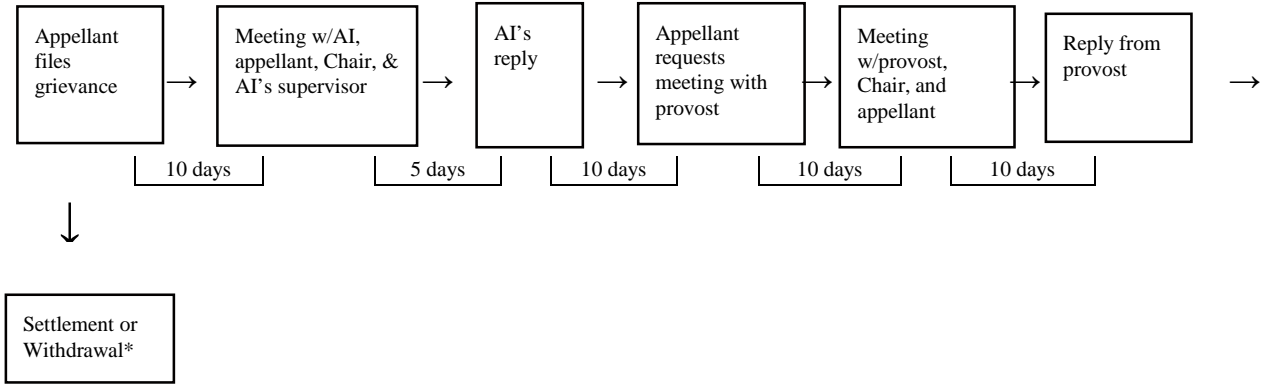 Appellant
files
grievance
Meeting w/AI,
appellant, Chair, &
AI’s supervisor
AI’s
reply
Appellant
requests
meeting with
provost
Meeting
w/provost,
Chair, and
appellant
Reply from
provost
10 days
5 days
10 days
10 days
10 days
Settlement or
Withdrawal*